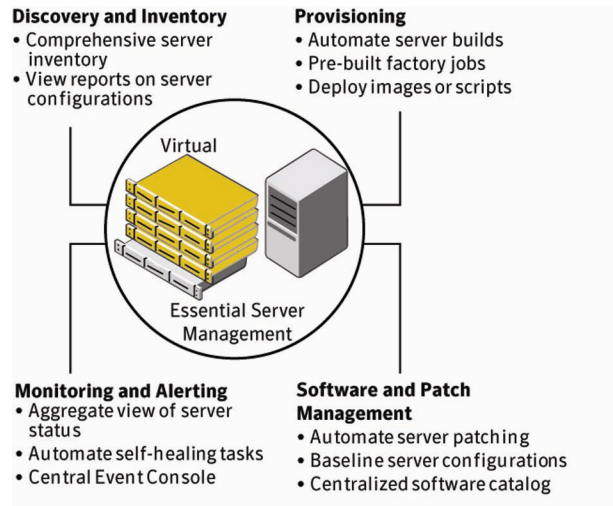 Discovery and Inventory
• Comprehensive server
inventory
• View reports on server
configurations
Provisioning
• Automate server builds
• Pre-built factory jobs
• Deploy images or scripts
Virtual
Essential Server
Management
Monitoring and Alerting
• Aggregate view of server
status
• Automate self-healing tasks
• Central Event Console
Software and Patch
Management
• Automate server patching
• Baseline server configurations
• Centralized software catalog